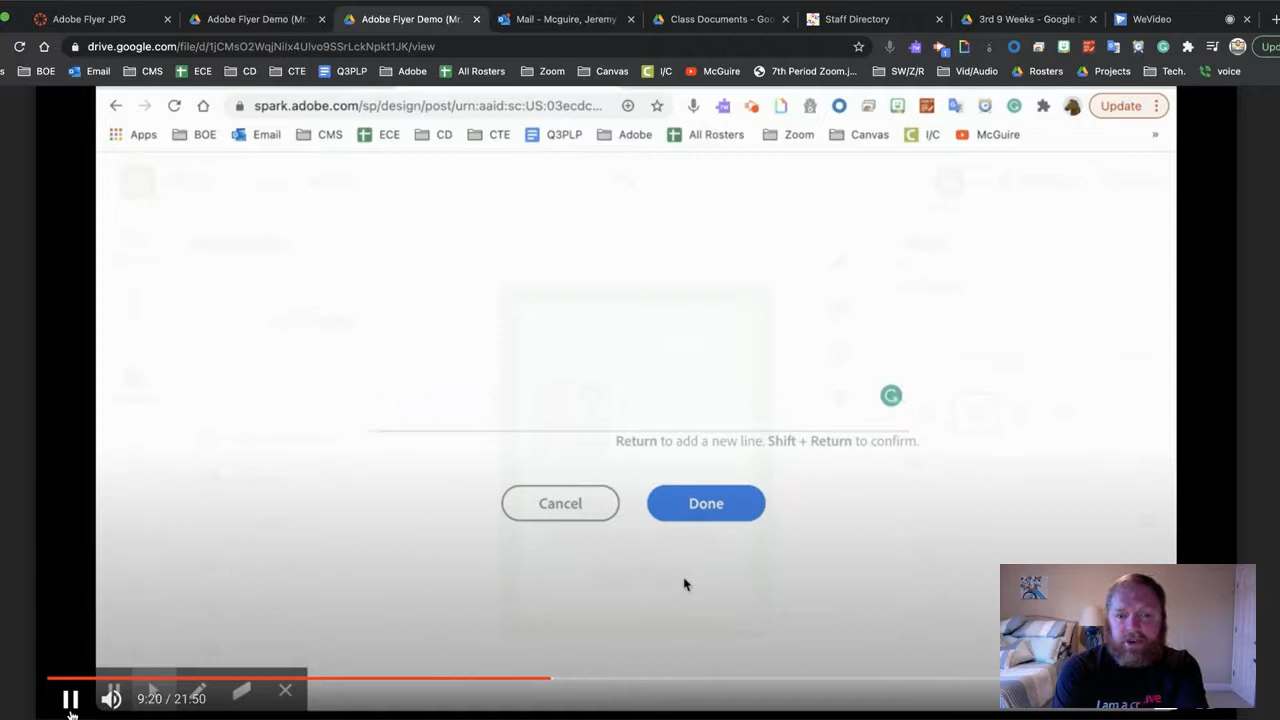 Adobe Flyer JPG
Adobe Flyer Demo (Mr.
Adobe Flyer Demo (Mr.
Mail - Mcguire, Jeremy
Class Documents - Goo
Staff Directory
3rd 9 Weeks - Google D
WeVideo
drive.google.com/file/d/1jCMsO2WqjNiIx4Ulvo9SSrLckNpkt1JK/view
BOE
Email
CMS
ECE
CD
CTE
Q3PLP
Adobe
All Rosters
Zoom
Canvas
I/C
McGuire
7th Period Zoom.j...
SW/Z/R
Vid/Audio
Rosters
Projects
Tech.
voice
spark.adobe.com/sp/design/post/urn:aaid:sc:US:03ecdc...
Update
Apps
BOE
Email
CMS
ECE
CD
CTE
Q3PLP
Adobe
All Rosters
Zoom
Canvas
I/C
McGuire
»
Return to add a new line. Shift + Return to confirm.
Cancel
Done
9:20 / 21:50
I am a